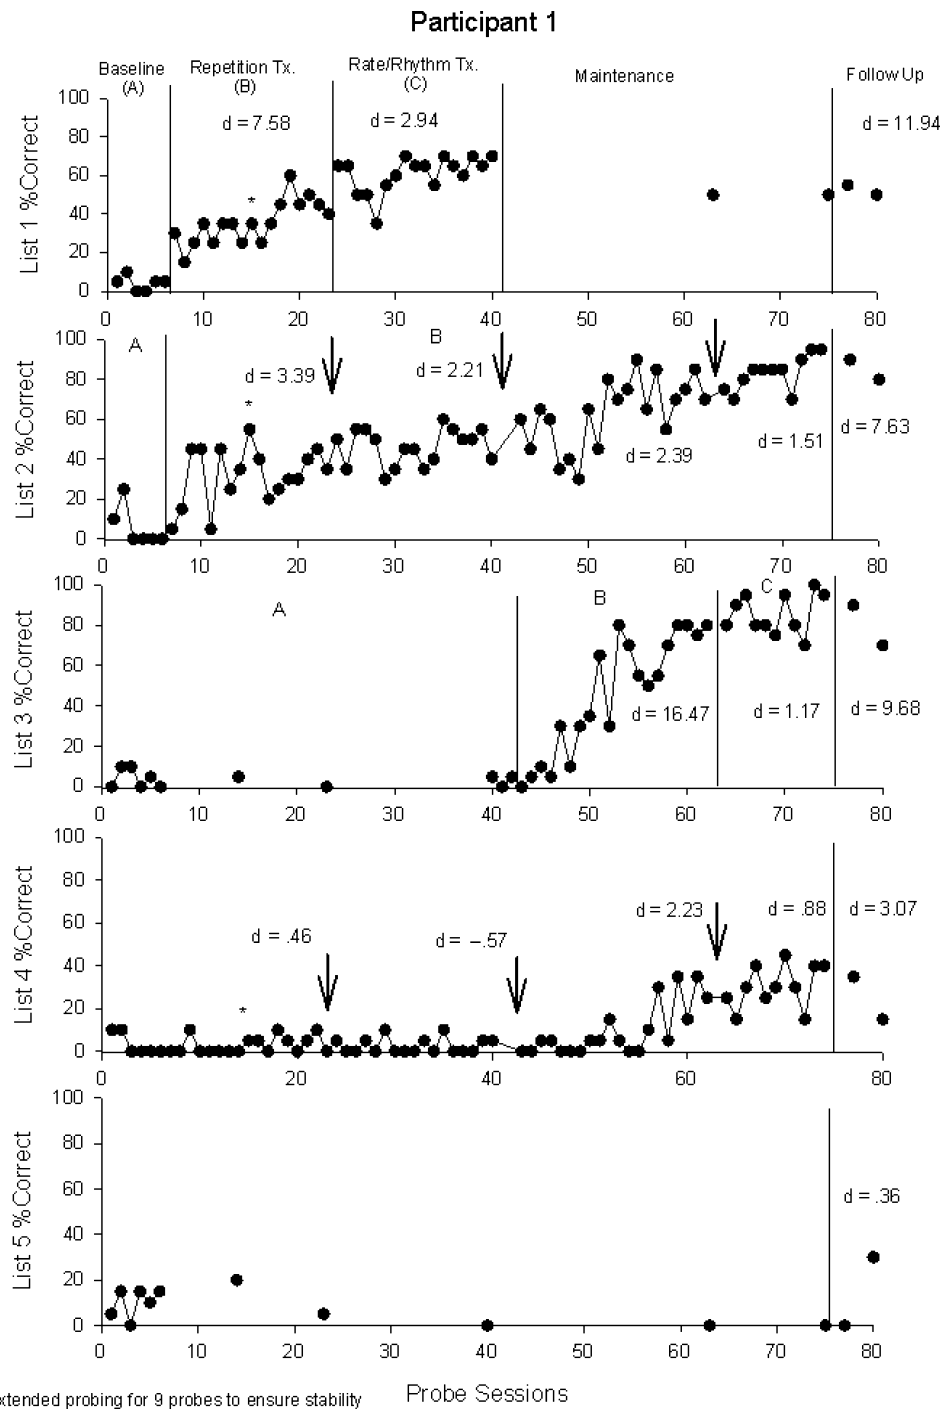 Participant 1
Baseline (A)
Repetition Tx. (B)
Rate/Rhythm Tx. (C)
Maintenance
Follow Up
List 1 %Correct
100
80
60
40
20
0
d = 7.58
d = 2.94
d = 11.94
*
0 10 20 30 40 50 60 70 80
List 2 %Correct
100
80
60
40
20
0
A
B
d = 3.39
d = 2.21
*
d = 2.39
d = 1.51
d = 7.63
0 10 20 30 40 50 60 70 80
List 3 %Correct
100
80
60
40
20
0
A
B
C
d = 16.47
d = 1.17
d = 9.68
0 10 20 30 40 50 60 70 80
List 4 %Correct
100
80
60
40
20
0
d = .46
d = –.57
d = 2.23
d = .88
d = 3.07
*
0 10 20 30 40 50 60 70 80
List 5 %Correct
100
80
60
40
20
0
d = .36
0 10 20 30 40 50 60 70 80
xtended probing for 9 probes to ensure stability
Probe Sessions